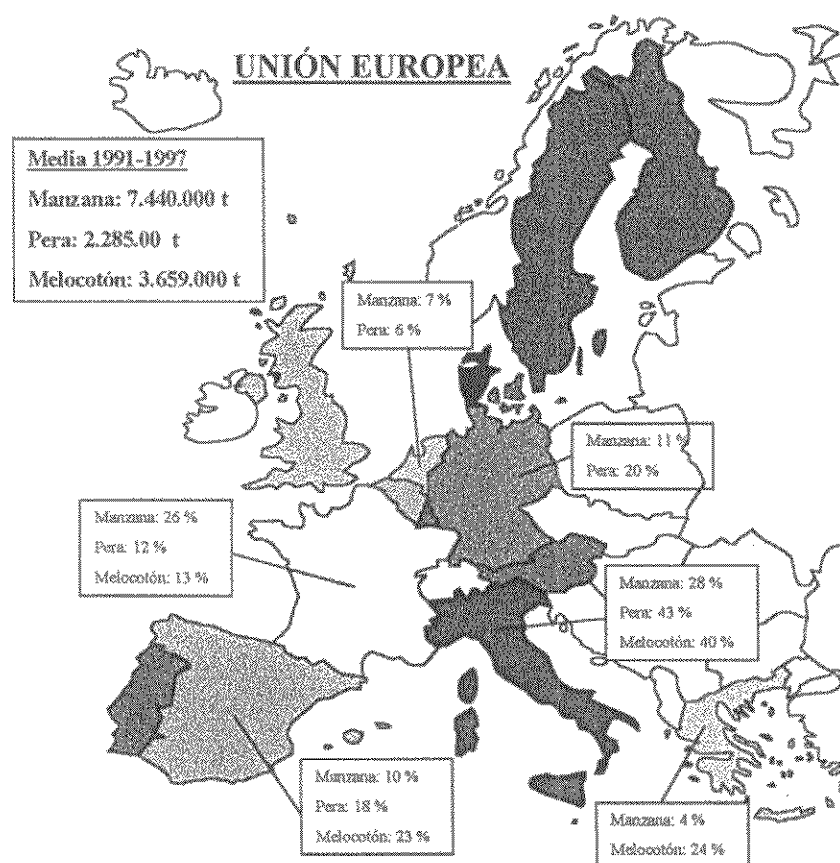 UNIÓN EUROPEA
Media 1991-1997
Manzana: 7.440.000 t
Pera: 2.285.00 t
Melocotón: 3.659.000 t
Manzana: 7 %
Pera: 6 %
Manzana: 11 %
Pera: 20 %
Manzana: 26 %
Pera: 12 %
Melocotón: 13 %
Manzana: 28 %
Pera: 43 %
Melocotón: 40 %
Manzana: 10 %
Pera: 18 %
Melocotón: 23 %
Manzana: 4 %
Melocotón: 24 %